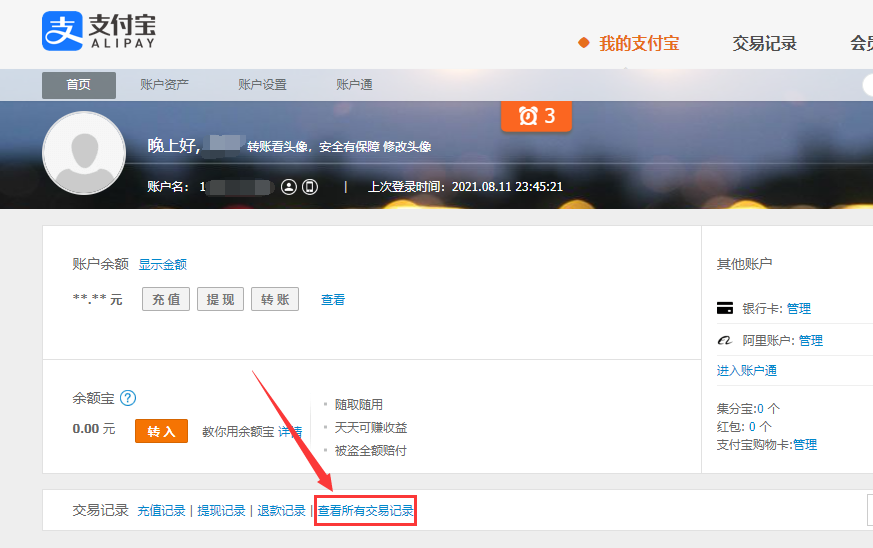 支付宝
ALIPAY
我的支付宝 交易记录
首页 账户资产 账户设置 账户通
3
晚上好, 转账看头像，安全有保障 修改头像
账户名： 1 | 上次登录时间：2021.08.11 23:45:21
账户余额 显示金额
**.** 元 充 值 提 现 转 账 查看
余额宝 ?
0.00 元 转 入 教你用余额宝 详情
随取随用
天天可赚收益
被盗全额赔付
其他账户
银行卡: 管理
阿里账户: 管理
进入账户通
集分宝:0 个
红包: 0 个
支付宝购物卡:管理
交易记录 充值记录 | 提现记录 | 退款记录 | 查看所有交易记录